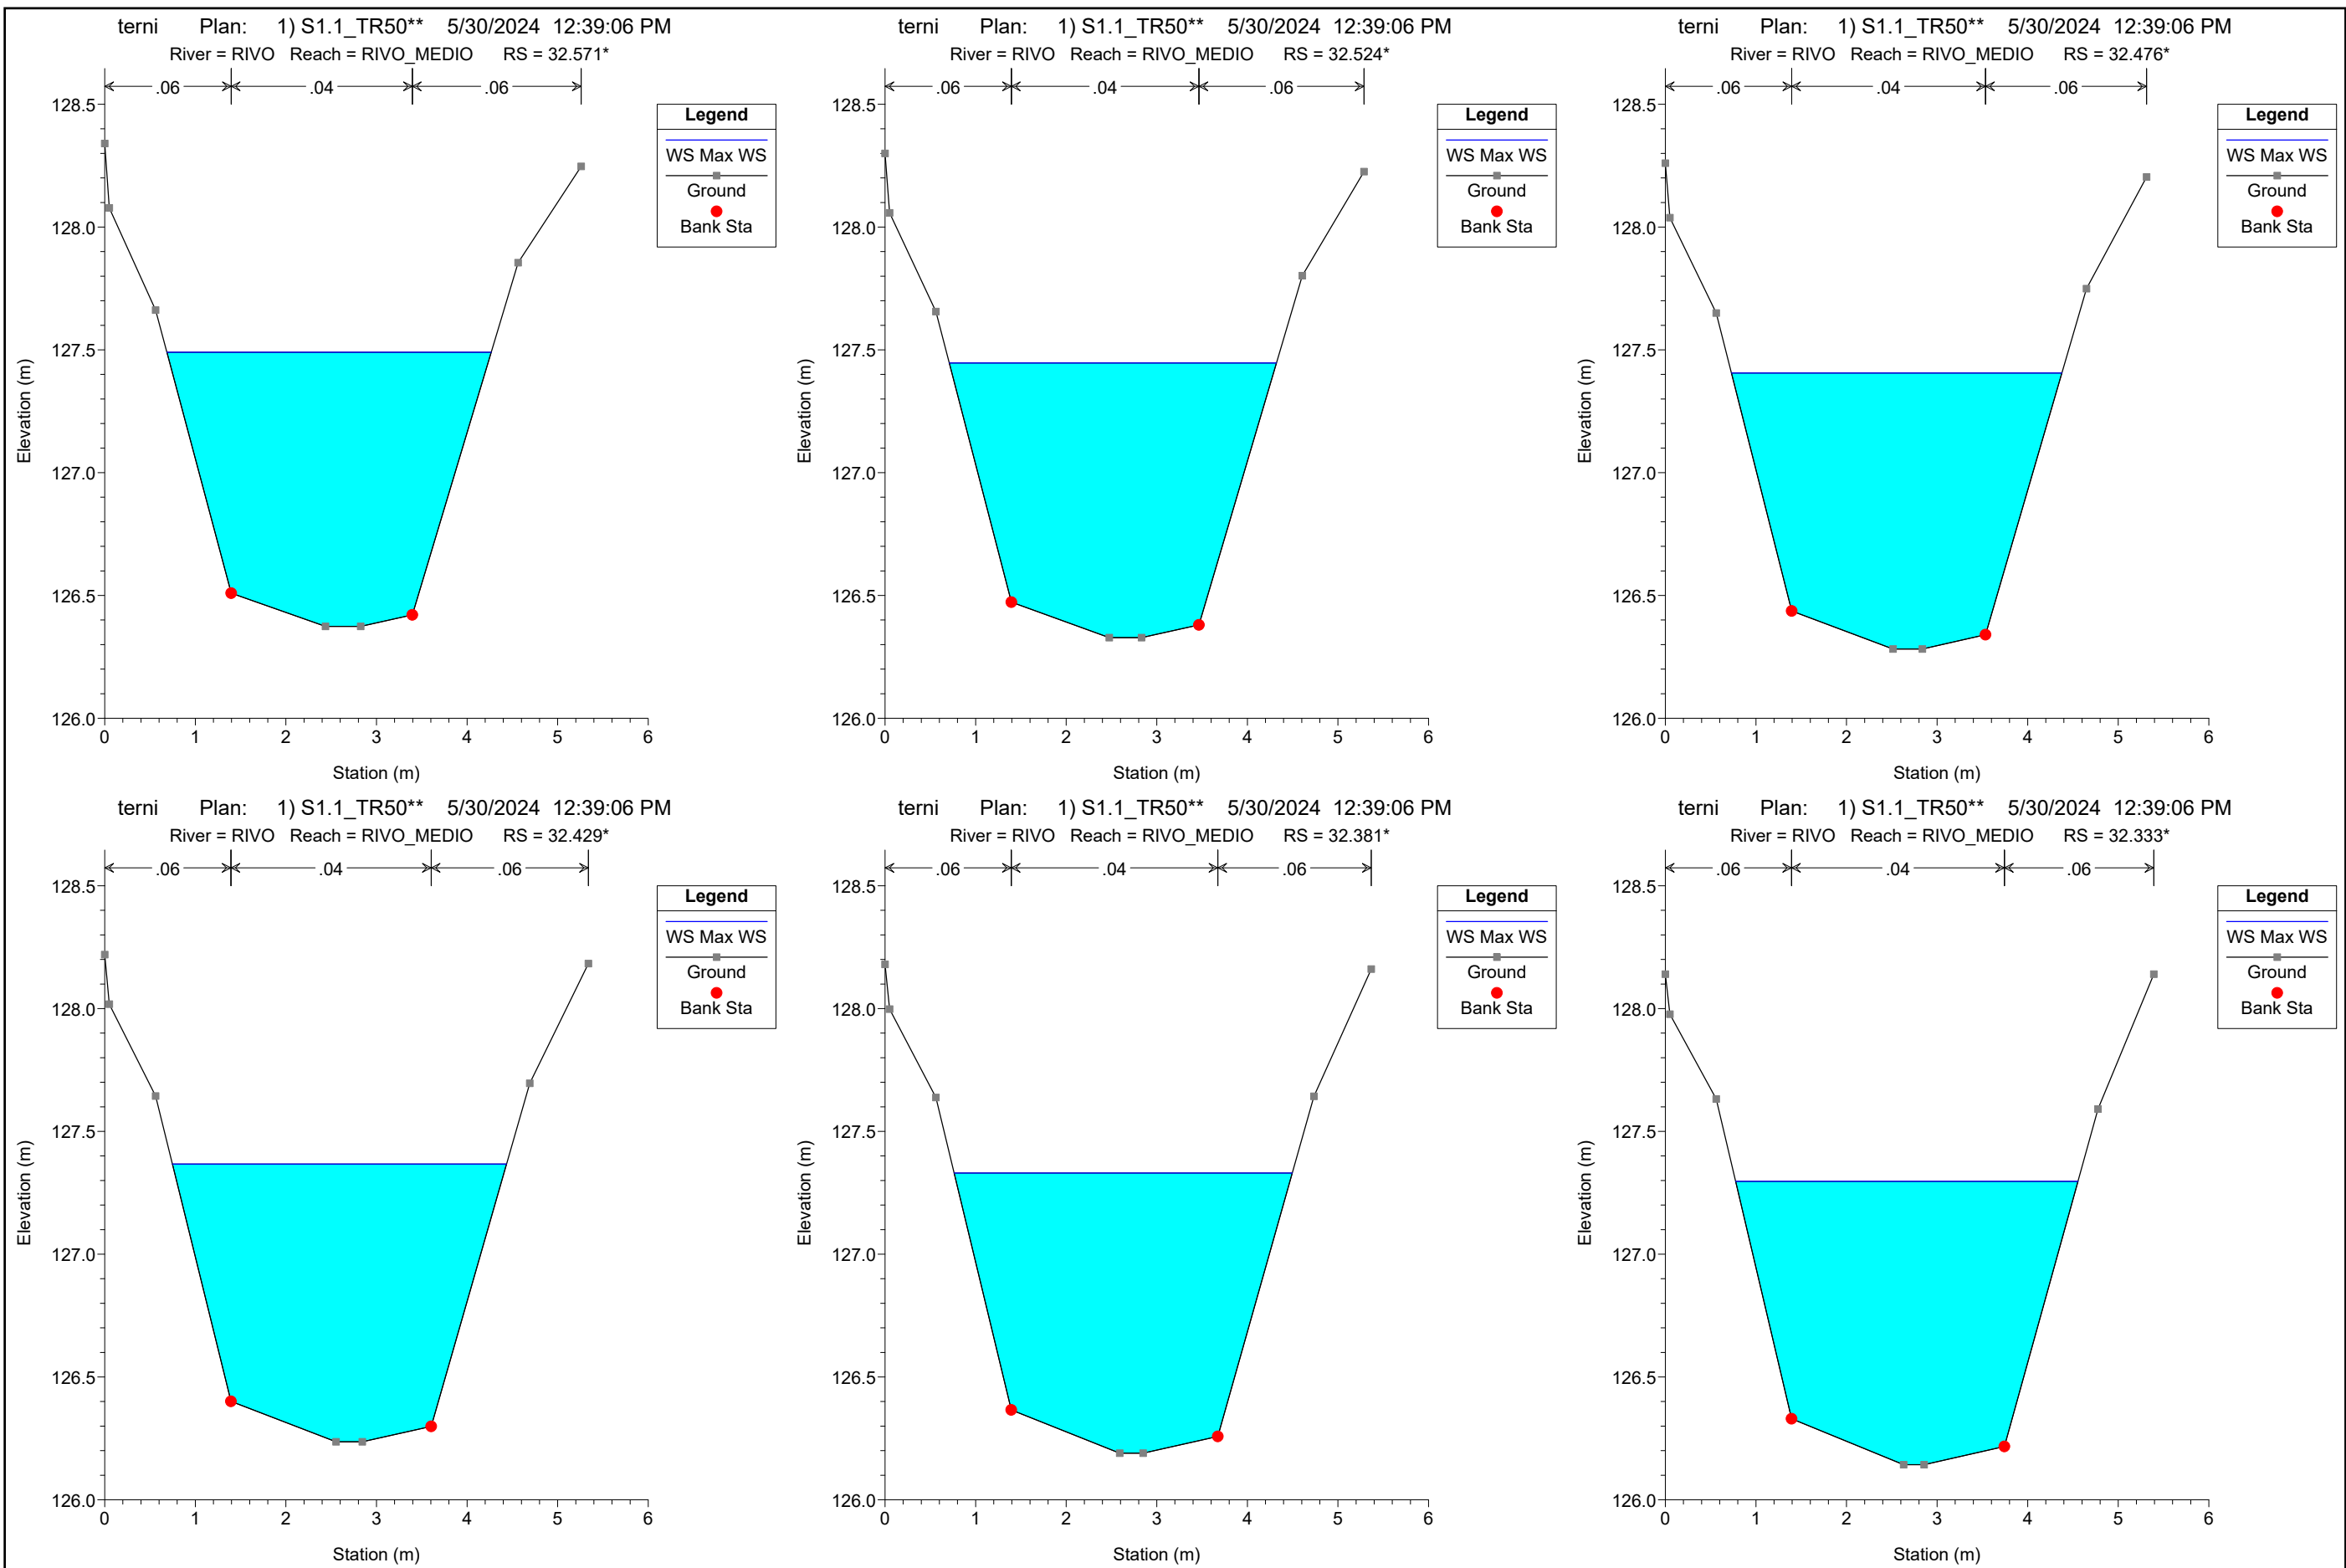 terni Plan: 1) S1.1_TR50** 5/30/2024 12:39:06 PM
River = RIVO Reach = RIVO_MEDIO RS = 32.571*
.06 .04 .06
128.5
128.0
127.5
127.0
126.5
126.0
Elevation (m)
0 1 2 3 4 5 6
Station (m)
Legend
WS Max WS
Ground
Bank Sta
terni Plan: 1) S1.1_TR50** 5/30/2024 12:39:06 PM
River = RIVO Reach = RIVO_MEDIO RS = 32.524*
.06 .04 .06
128.5
128.0
127.5
127.0
126.5
126.0
Elevation (m)
0 1 2 3 4 5 6
Station (m)
Legend
WS Max WS
Ground
Bank Sta
terni Plan: 1) S1.1_TR50** 5/30/2024 12:39:06 PM
River = RIVO Reach = RIVO_MEDIO RS = 32.476*
.06 .04 .06
128.5
128.0
127.5
127.0
126.5
126.0
Elevation (m)
0 1 2 3 4 5 6
Station (m)
Legend
WS Max WS
Ground
Bank Sta
terni Plan: 1) S1.1_TR50** 5/30/2024 12:39:06 PM
River = RIVO Reach = RIVO_MEDIO RS = 32.429*
.06 .04 .06
128.5
128.0
127.5
127.0
126.5
126.0
Elevation (m)
0 1 2 3 4 5 6
Station (m)
Legend
WS Max WS
Ground
Bank Sta
terni Plan: 1) S1.1_TR50** 5/30/2024 12:39:06 PM
River = RIVO Reach = RIVO_MEDIO RS = 32.381*
.06 .04 .06
128.5
128.0
127.5
127.0
126.5
126.0
Elevation (m)
0 1 2 3 4 5 6
Station (m)
Legend
WS Max WS
Ground
Bank Sta
terni Plan: 1) S1.1_TR50** 5/30/2024 12:39:06 PM
River = RIVO Reach = RIVO_MEDIO RS = 32.333*
.06 .04 .06
128.5
128.0
127.5
127.0
126.5
126.0
Elevation (m)
0 1 2 3 4 5 6
Station (m)
Legend
WS Max WS
Ground
Bank Sta